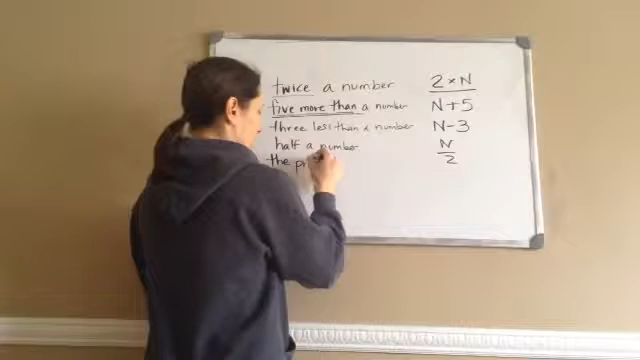 twice a number 2 × N
five more than a number N + 5
three less than a number N - 3
half a number N/2
the